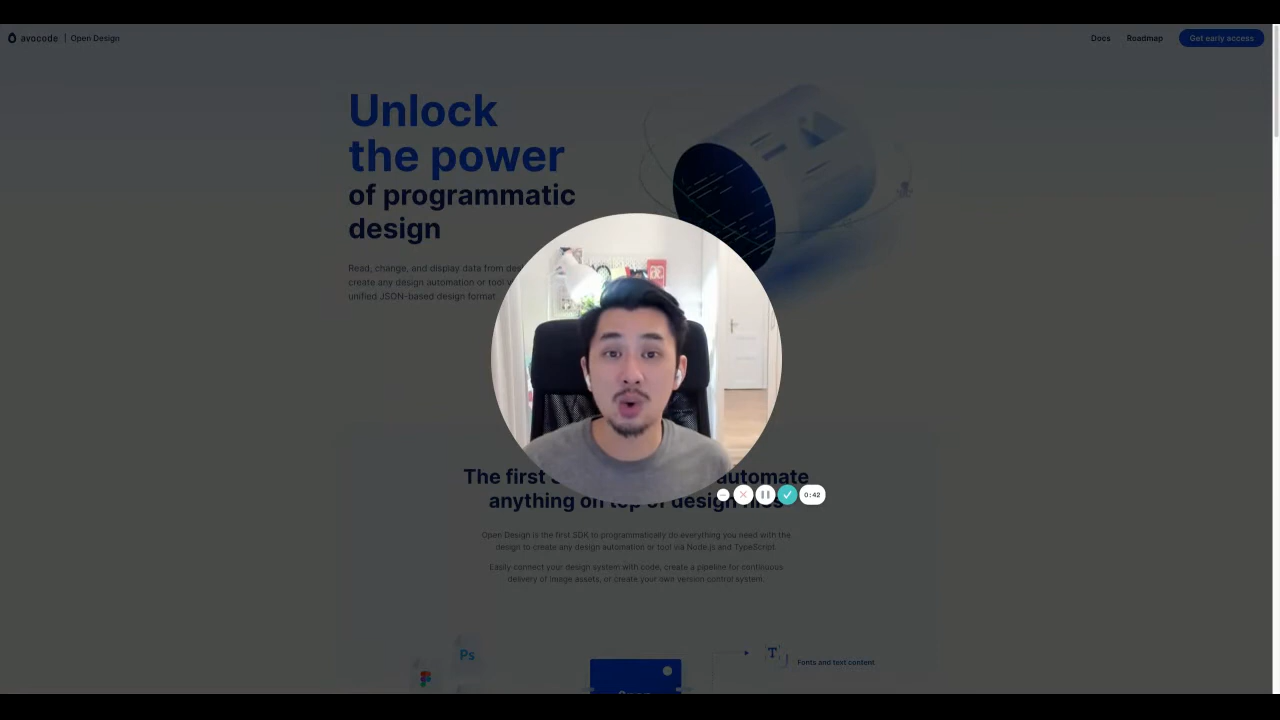 avocode | Open Design
Docs
Roadmap
Get early access
Unlock
the power
of programmatic
design
Read, change, and display data from
create any design automation or tool
unified JSON-based design format
The first
automate
anything on top of design files
Open Design is the first SDK to programmatically do everything you need with the
design to create any design automation or tool via Node.js and TypeScript.
Easily connect your design system with code, create a pipeline for continuous
delivery of image assets, or create your own version control system.
0:42
Ps
T
Fonts and text content